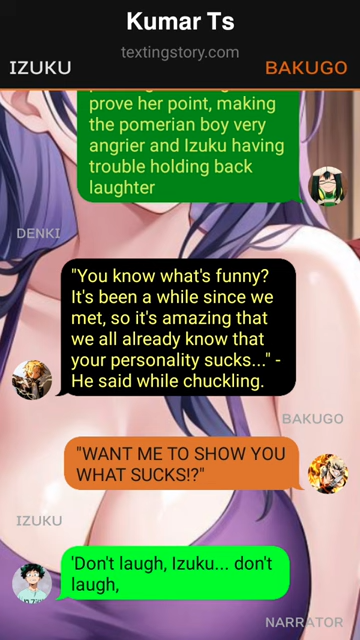 Kumar Ts
textingstory.com
IZUKU
BAKUGO
prove her point, making
the pomerian boy very
angrier and Izuku having
trouble holding back
laughter
DENKI
"You know what's funny?
It's been a while since we
met, so it's amazing that
we all already know that
your personality sucks..." -
He said while chuckling.
BAKUGO
"WANT ME TO SHOW YOU
WHAT SUCKS!?"
IZUKU
'Don't laugh, Izuku... don't
laugh,
NARRATOR